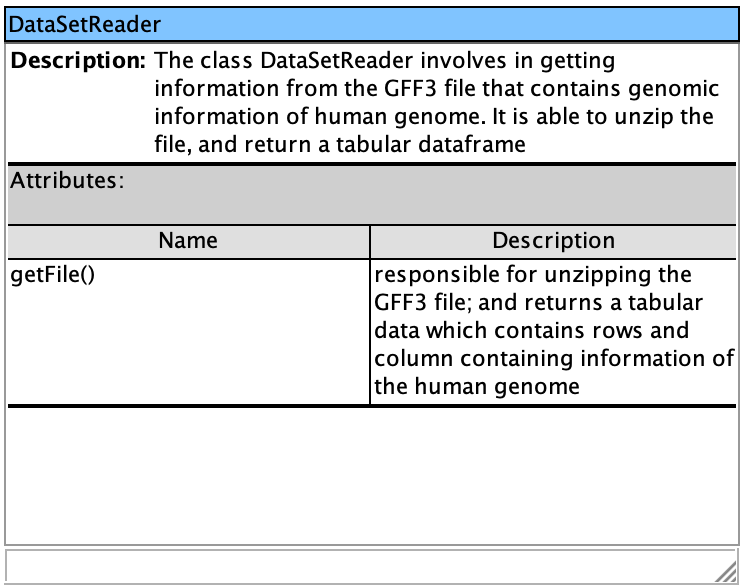 DataSetReader
Description: The class DataSetReader involves in getting
information from the GFF3 file that contains genomic
information of human genome. It is able to unzip the
file, and return a tabular dataframe
Attributes:
Name Description
getFile() responsible for unzipping the
GFF3 file; and returns a tabular
data which contains rows and
column containing information of
the human genome